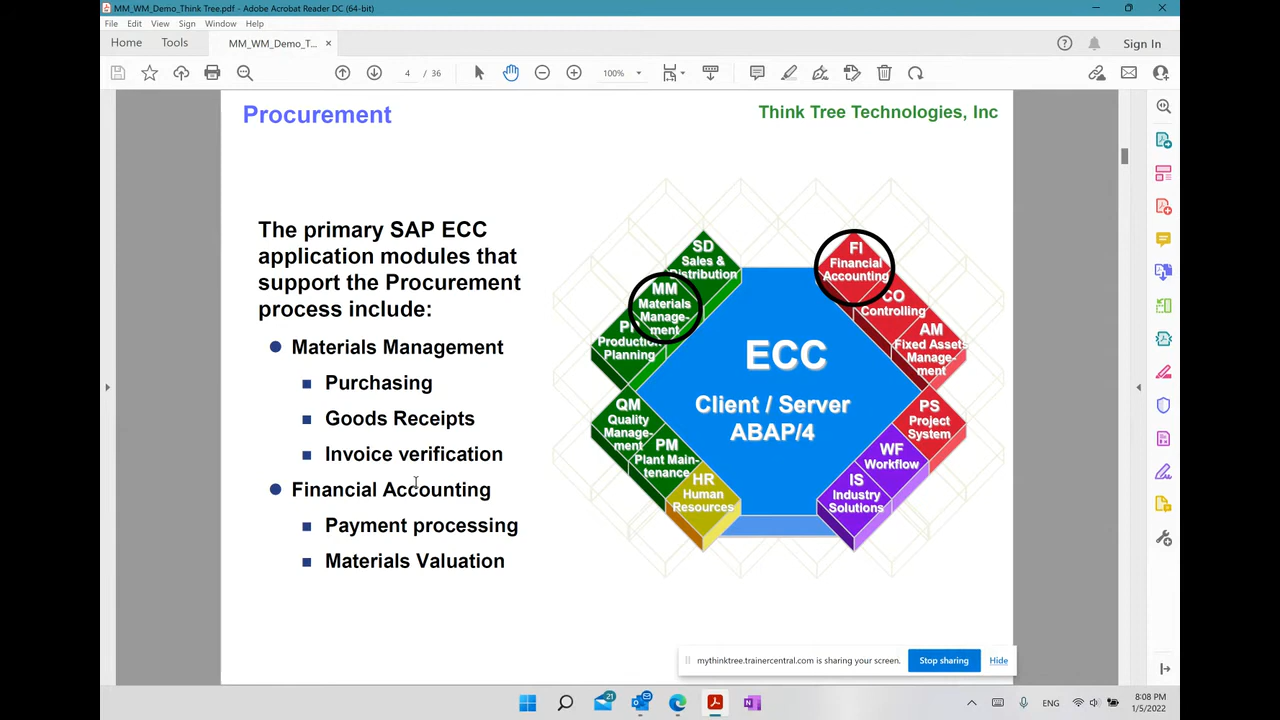 MM_WM_Demo_Think Tree.pdf - Adobe Acrobat Reader DC (64-bit)
File Edit View Sign Window Help
Home Tools MM_WM_Demo_T... × Sign In
4 / 36 100%
Procurement
Think Tree Technologies, Inc
The primary SAP ECC
application modules that
support the Procurement
process include:
Materials Management
Purchasing
Goods Receipts
Invoice verification
Financial Accounting
Payment processing
Materials Valuation
SD
Sales &
Distribution
MM
Materials
Manage-
ment
Production
Planning
QM
Quality
Manage-
ment
PM
Plant Main-
tenance
HR
Human
Resources
ECC
Client / Server
ABAP/4
FI
Financial
Accounting
CO
Controlling
AM
Fixed Assets
Manage-
ment
PS
Project
System
WF
Workflow
IS
Industry
Solutions
mythinktree.trainercentral.com is sharing your screen. Stop sharing Hide
21
ENG
8:08 PM
1/5/2022